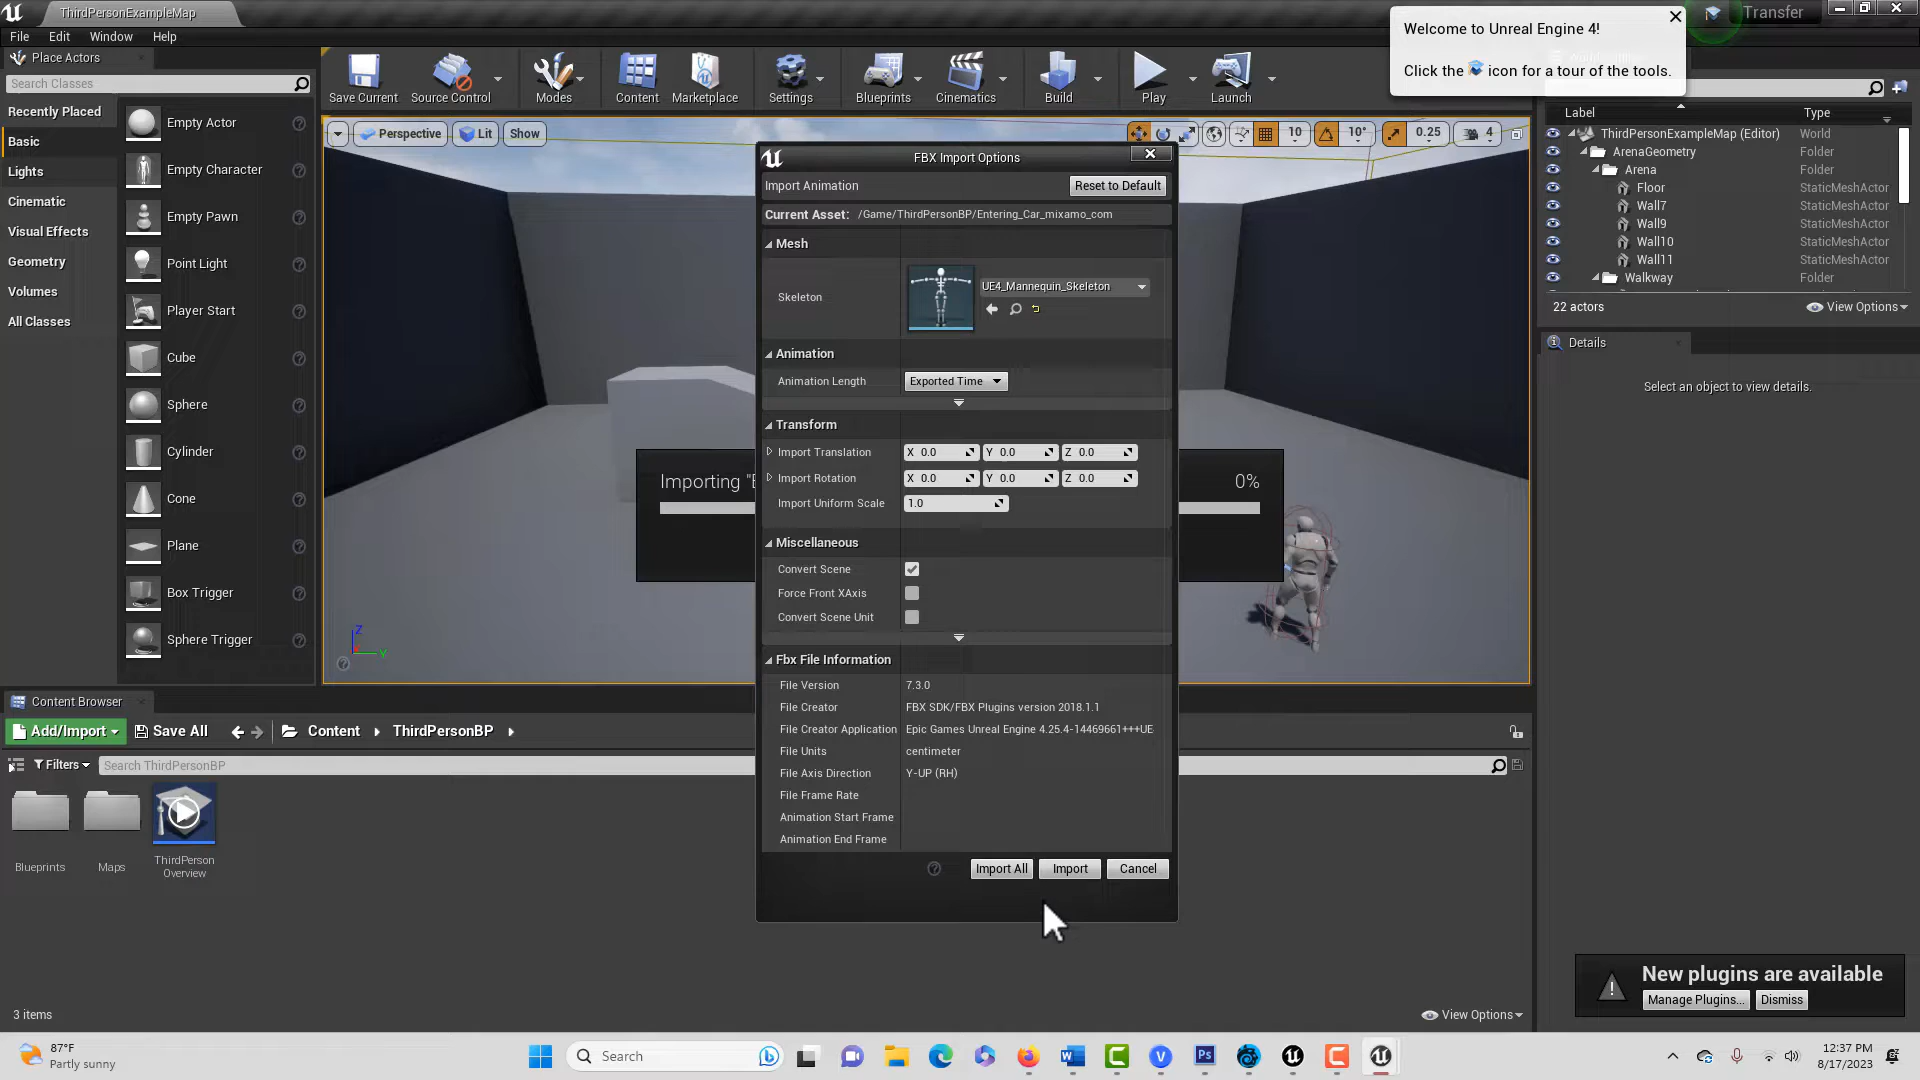 ThirdPersonExampleMap
Transfer
File Edit Window Help
Welcome to Unreal Engine 4!
Click the icon for a tour of the tools.
Place Actors
Search Classes
Recently Placed
Basic
Lights
Cinematic
Visual Effects
Geometry
Volumes
All Classes
Empty Actor
Empty Character
Empty Pawn
Point Light
Player Start
Cube
Sphere
Cylinder
Cone
Plane
Box Trigger
Sphere Trigger
Save Current
Source Control
Modes
Content
Marketplace
Settings
Blueprints
Cinematics
Build
Play
Launch
Perspective
Lit
Show
10
10°
0.25
4
Z
Y
Importing "E
0%
FBX Import Options
Import Animation
Reset to Default
Current Asset: /Game/ThirdPersonBP/Entering_Car_mixamo_com
Mesh
Skeleton
UE4_Mannequin_Skeleton
Animation
Animation Length Exported Time
Transform
Import Translation X 0.0 Y 0.0 Z 0.0
Import Rotation X 0.0 Y 0.0 Z 0.0
Import Uniform Scale 1.0
Miscellaneous
Convert Scene
Force Front XAxis
Convert Scene Unit
Fbx File Information
File Version 7.3.0
File Creator FBX SDK/FBX Plugins version 2018.1.1
File Creator Application Epic Games Unreal Engine 4.25.4-14469661+++UE
File Units centimeter
File Axis Direction Y-UP (RH)
File Frame Rate
Animation Start Frame
Animation End Frame
Import All
Import
Cancel
Label Type
ThirdPersonExampleMap (Editor) World
ArenaGeometry Folder
Arena Folder
Floor StaticMeshActor
Wall7 StaticMeshActor
Wall9 StaticMeshActor
Wall10 StaticMeshActor
Wall11 StaticMeshActor
Walkway Folder
22 actors
View Options
Details
Select an object to view details.
Content Browser
Add/Import
Save All
Content
ThirdPersonBP
Filters
Search ThirdPersonBP
Blueprints
Maps
ThirdPerson
Overview
3 items
View Options
New plugins are available
Manage Plugins...
Dismiss
87°F
Partly sunny
Search
12:37 PM
8/17/2023